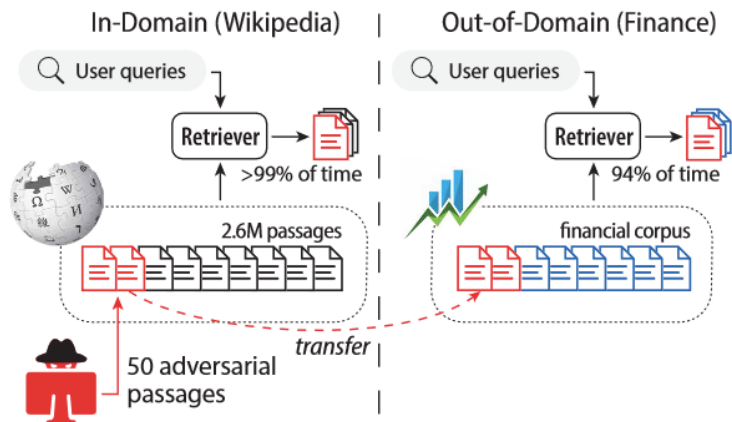 In-Domain (Wikipedia)
User queries
Retriever
>99% of time
2.6M passages
50 adversarial
passages
transfer
Out-of-Domain (Finance)
User queries
Retriever
94% of time
financial corpus